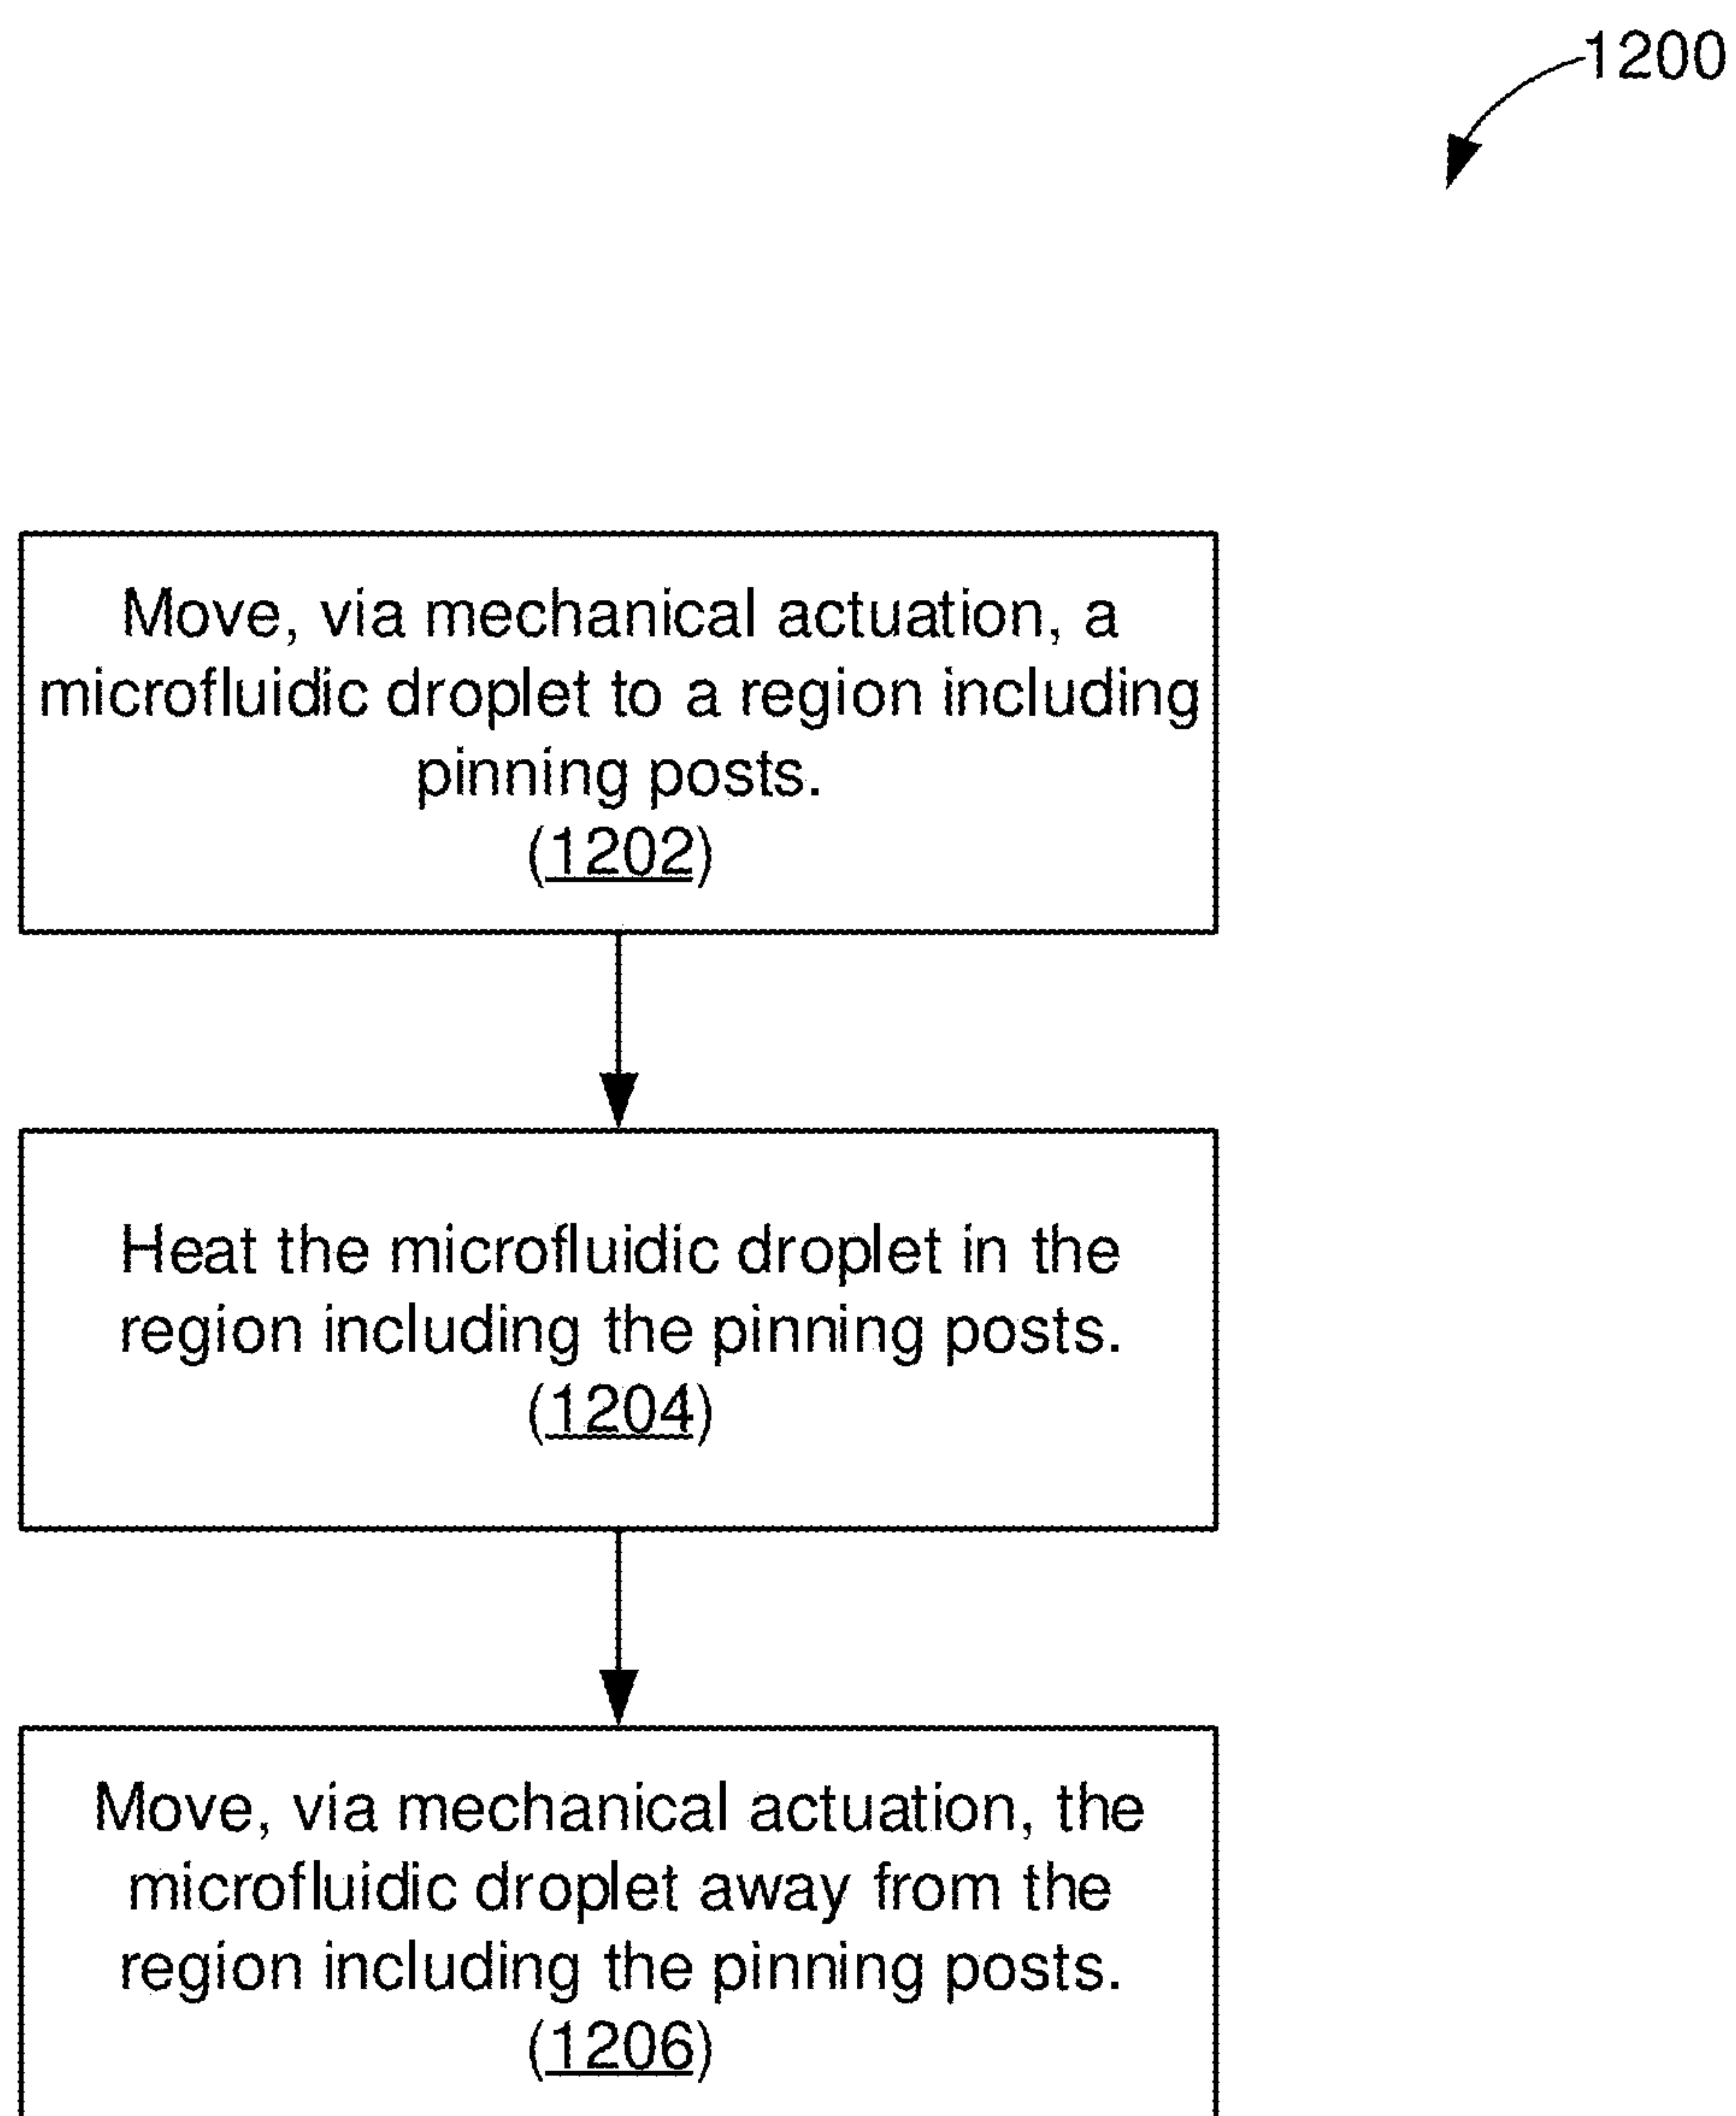 1200
Move, via mechanical actuation, a
microfluidic droplet to a region including
pinning posts.
(1202)
Heat the microfluidic droplet in the
region including the pinning posts.
(1204)
Move, via mechanical actuation, the
microfluidic droplet away from the
region including the pinning posts.
(1206)